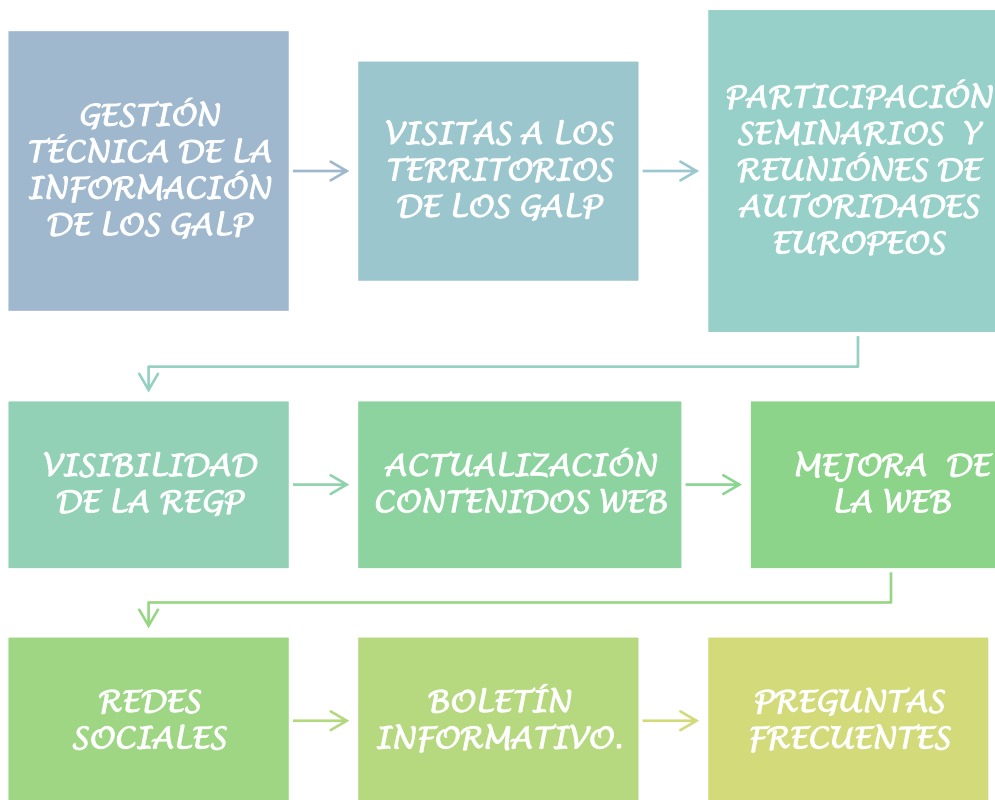 GESTIÓN
TÉCNICA DE LA
INFORMACIÓN
DE LOS GALP
VISITAS A LOS
TERRITORIOS
DE LOS GALP
PARTICIPACIÓN
SEMINARIOS Y
REUNIÓNES DE
AUTORIDADES
EUROPEOS
VISIBILIDAD
DE LA REGP
ACTUALIZACIÓN
CONTENIDOS WEB
MEJORA DE
LA WEB
REDES
SOCIALES
BOLETÍN
INFORMATIVO.
PREGUNTAS
FRECUENTES